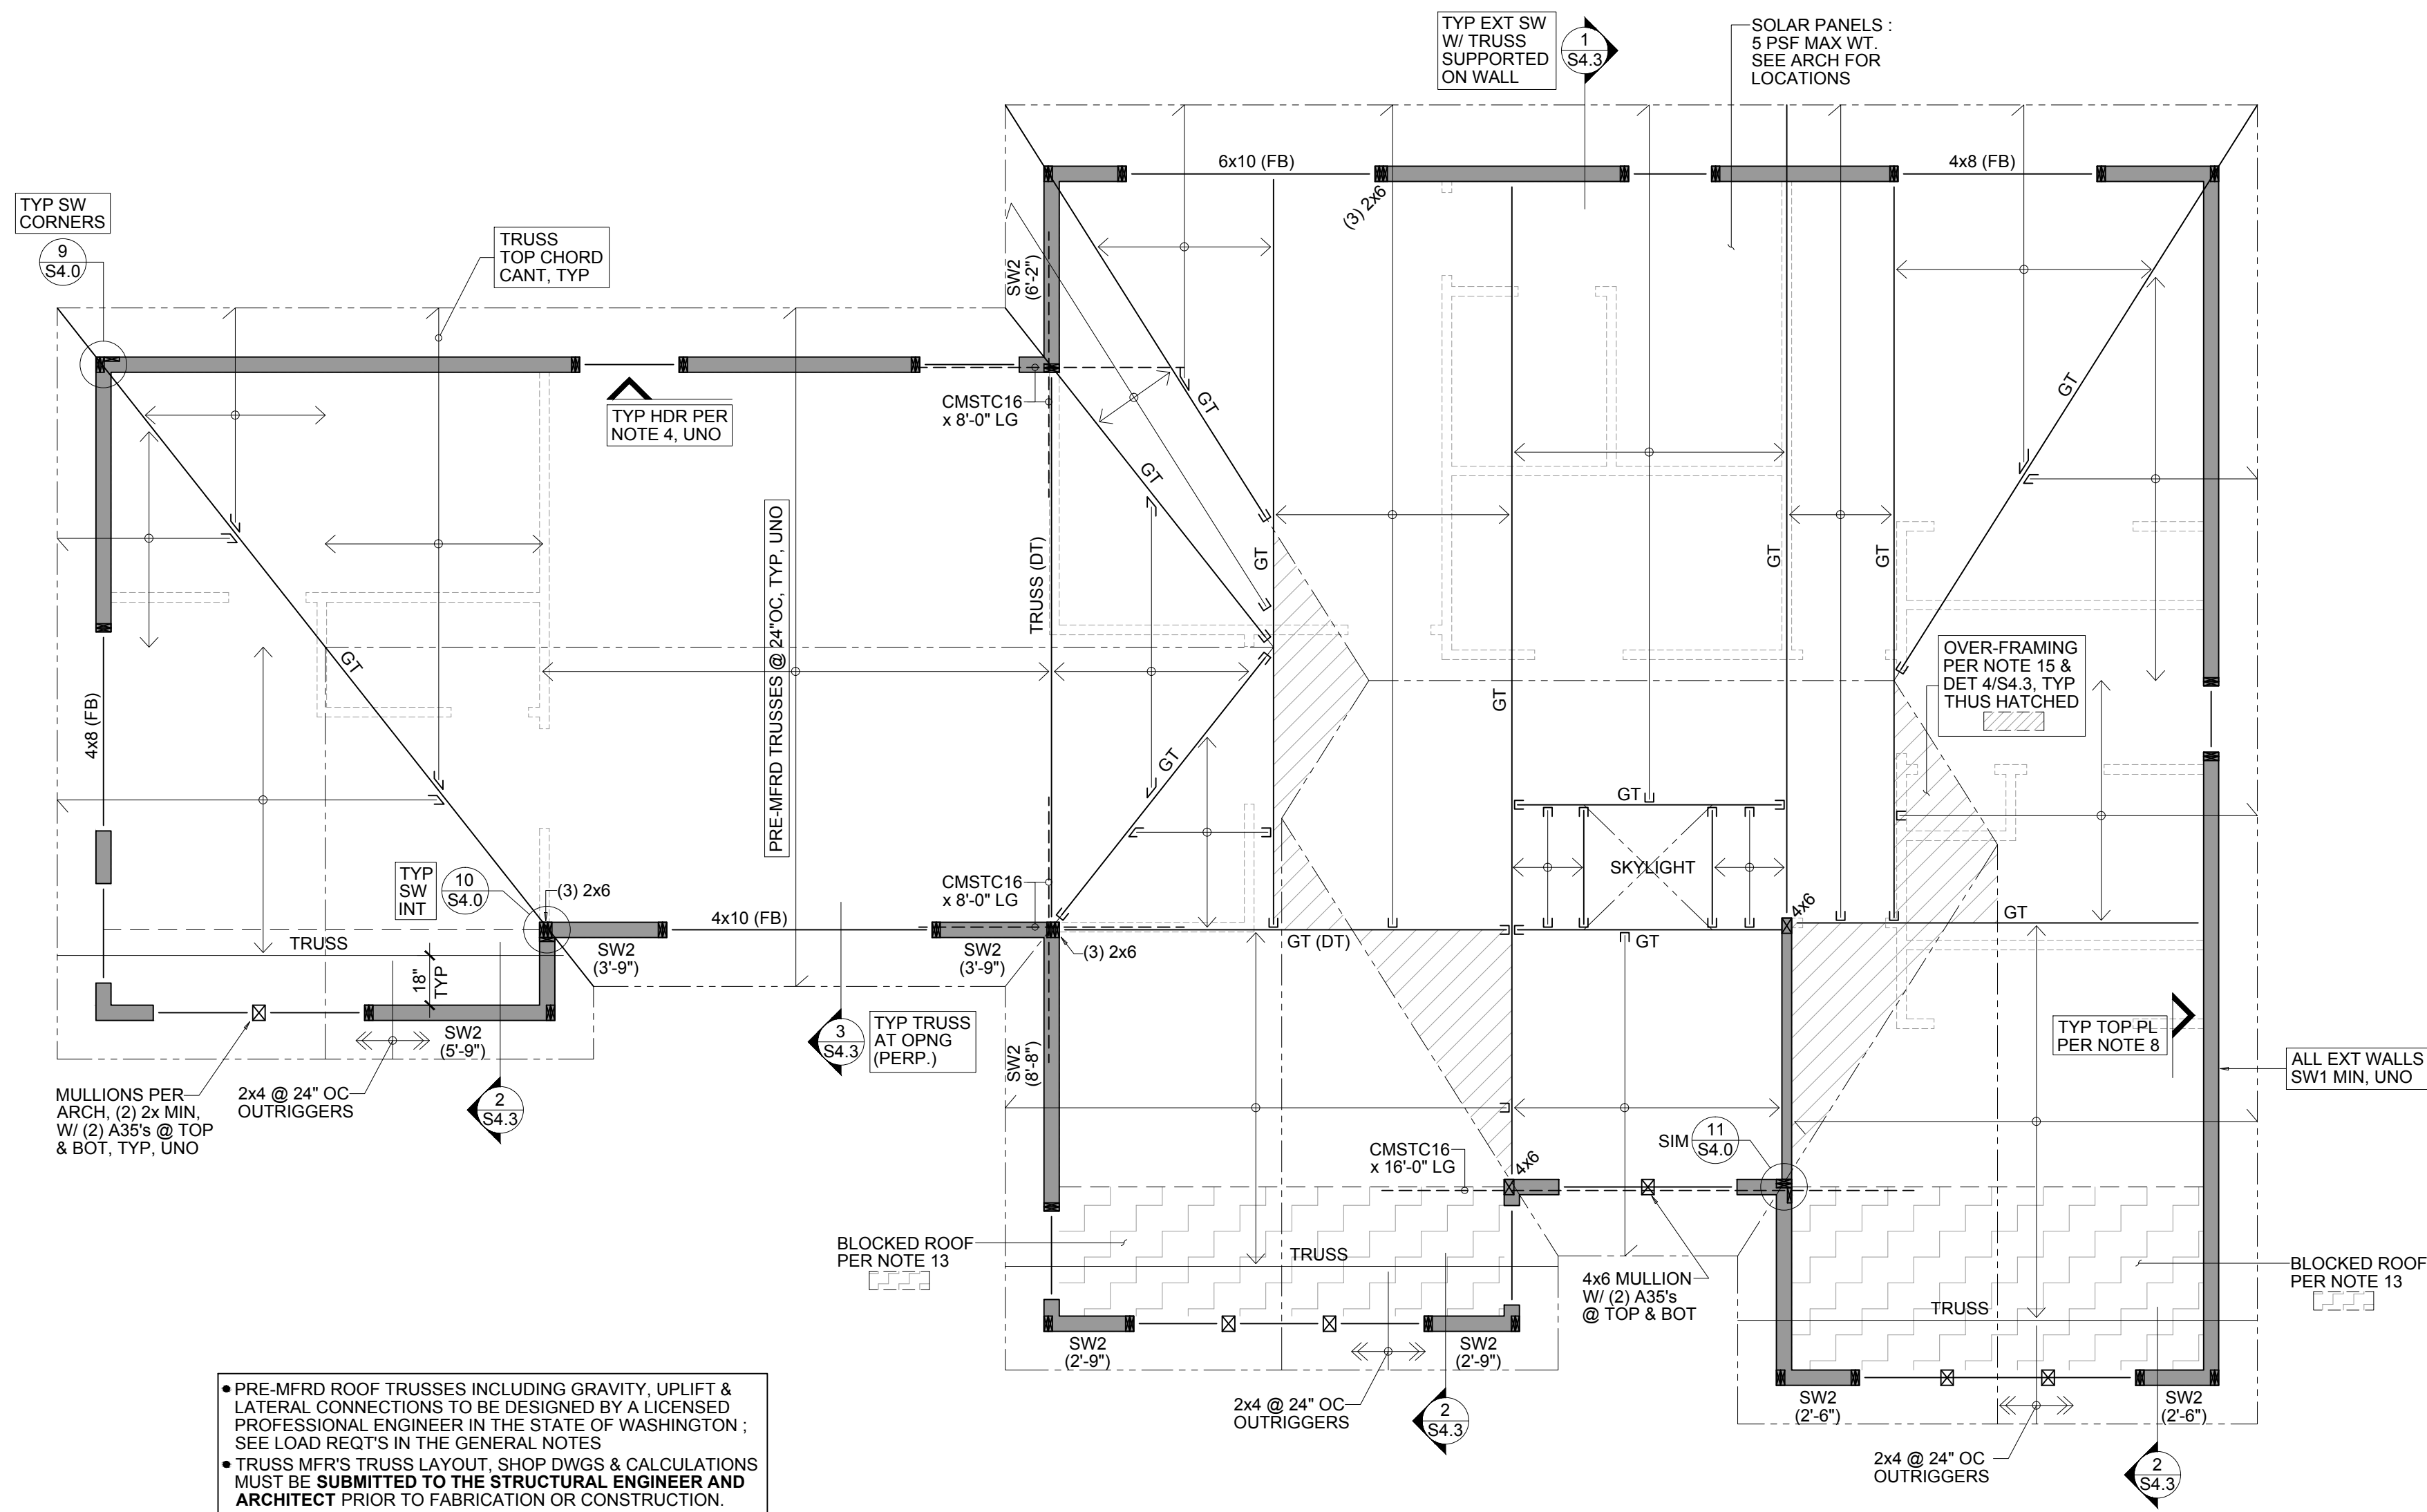 TYP EXT SW
W/ TRUSS
SUPPORTED
ON WALL
1
S4.3
SOLAR PANELS :
5 PSF MAX WT.
SEE ARCH FOR
LOCATIONS
6x10 (FB)
4x8 (FB)
(3) 2x6
TYP SW
CORNERS
9
S4.0
TRUSS
TOP CHORD
CANT, TYP
SW2
(6'-2")
CMSTC16
x 8'-0" LG
TYP HDR PER
NOTE 4, UNO
GT
GT
GT
PRE-MFRD TRUSSES @ 24"OC, TYP, UNO
TRUSS (DT)
GT
GT
GT
GT
OVER-FRAMING
PER NOTE 15 &
DET 4/S4.3, TYP
THUS HATCHED
4x8 (FB)
GT
GT
GT
SKYLIGHT
TYP
SW
INT
10
S4.0
(3) 2x6
4x10 (FB)
CMSTC16
x 8'-0" LG
4x6
GT
TRUSS
SW2
(3'-9")
SW2
(3'-9")
(3) 2x6
GT (DT)
GT
18"
TYP
SW2
(5'-9")
3
S4.3
TYP TRUSS
AT OPNG
(PERP.)
SW2
(8'-8")
TYP TOP PL
PER NOTE 8
ALL EXT WALLS
SW1 MIN, UNO
MULLIONS PER
ARCH, (2) 2x MIN,
W/ (2) A35's @ TOP
& BOT, TYP, UNO
2x4 @ 24" OC
OUTRIGGERS
2
S4.3
CMSTC16
x 16'-0" LG
4x6
SIM
11
S4.0
BLOCKED ROOF
PER NOTE 13
TRUSS
4x6 MULLION
W/ (2) A35's
@ TOP & BOT
TRUSS
BLOCKED ROOF
PER NOTE 13
SW2
(2'-9")
SW2
(2'-9")
2x4 @ 24" OC
OUTRIGGERS
2
S4.3
SW2
(2'-6")
SW2
(2'-6")
2x4 @ 24" OC
OUTRIGGERS
2
S4.3
• PRE-MFRD ROOF TRUSSES INCLUDING GRAVITY, UPLIFT &
LATERAL CONNECTIONS TO BE DESIGNED BY A LICENSED
PROFESSIONAL ENGINEER IN THE STATE OF WASHINGTON ;
SEE LOAD REQT'S IN THE GENERAL NOTES
• TRUSS MFR'S TRUSS LAYOUT, SHOP DWGS & CALCULATIONS
MUST BE SUBMITTED TO THE STRUCTURAL ENGINEER AND
ARCHITECT PRIOR TO FABRICATION OR CONSTRUCTION.